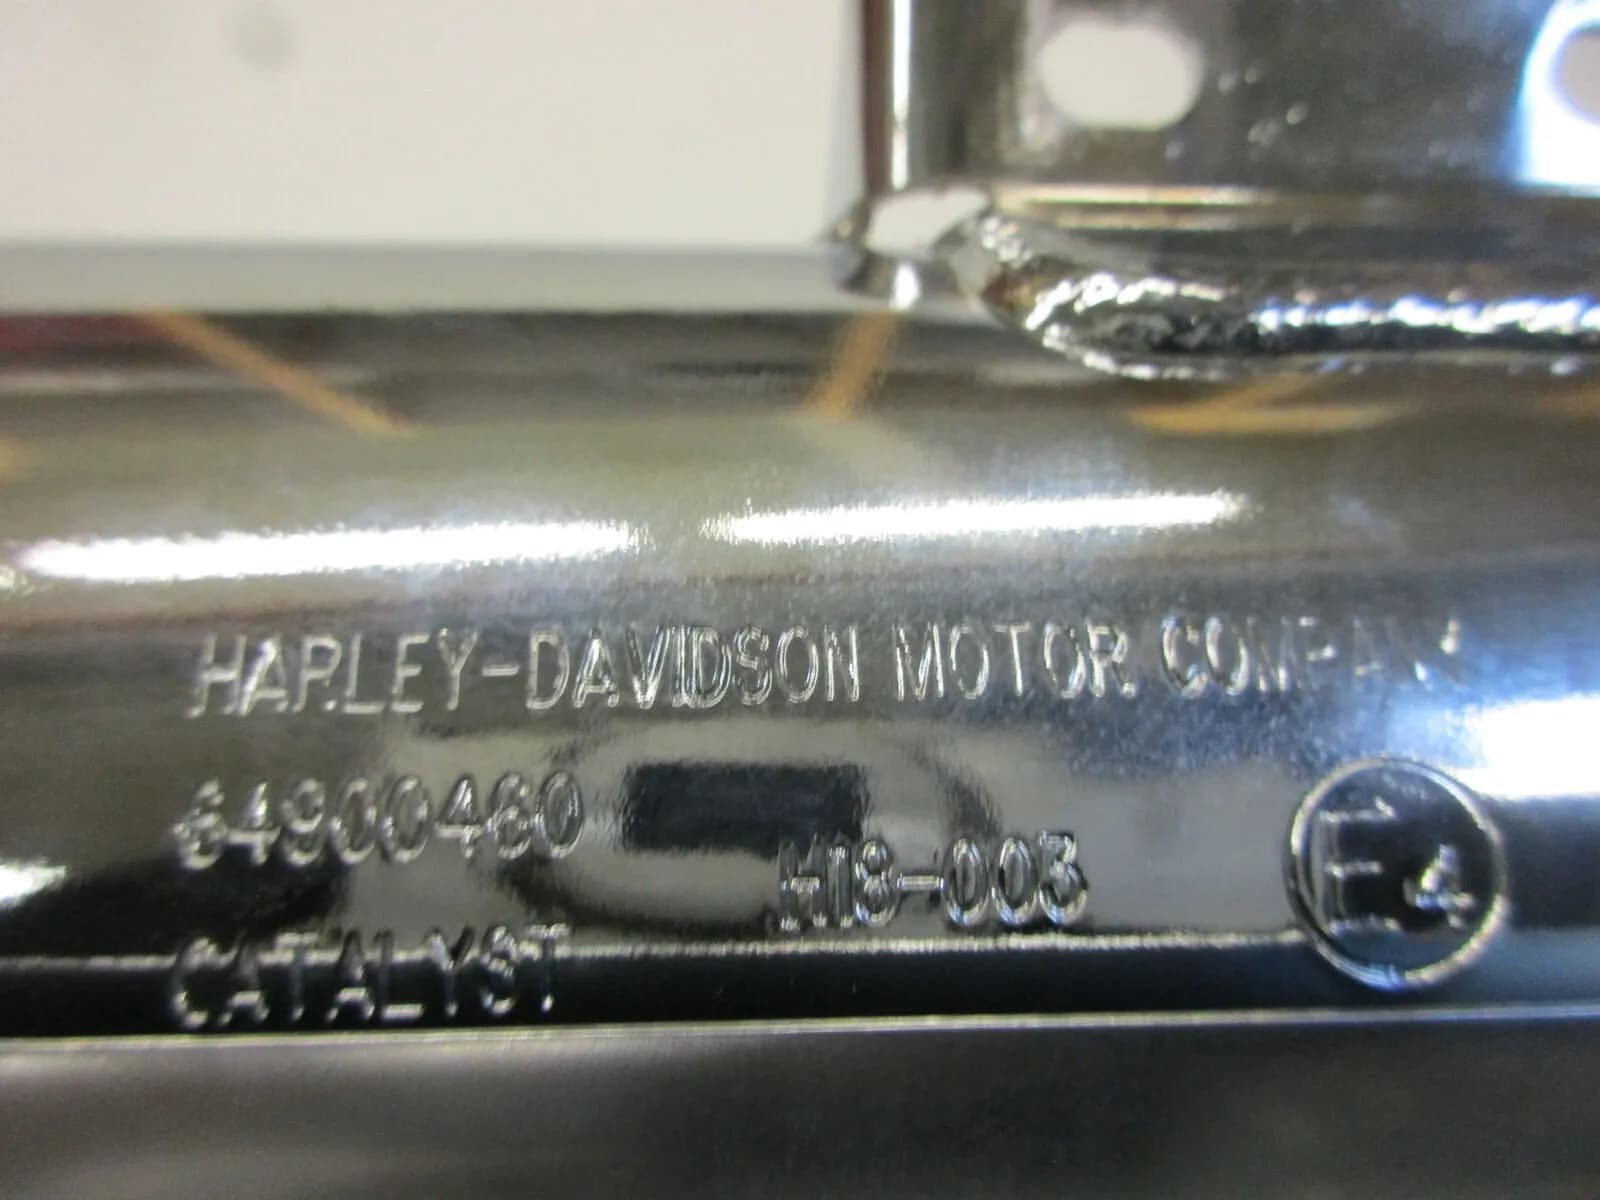 HARLEY-DAVIDSON MOTOR COMPANY
64900460
H18-003
E4
CATALYST